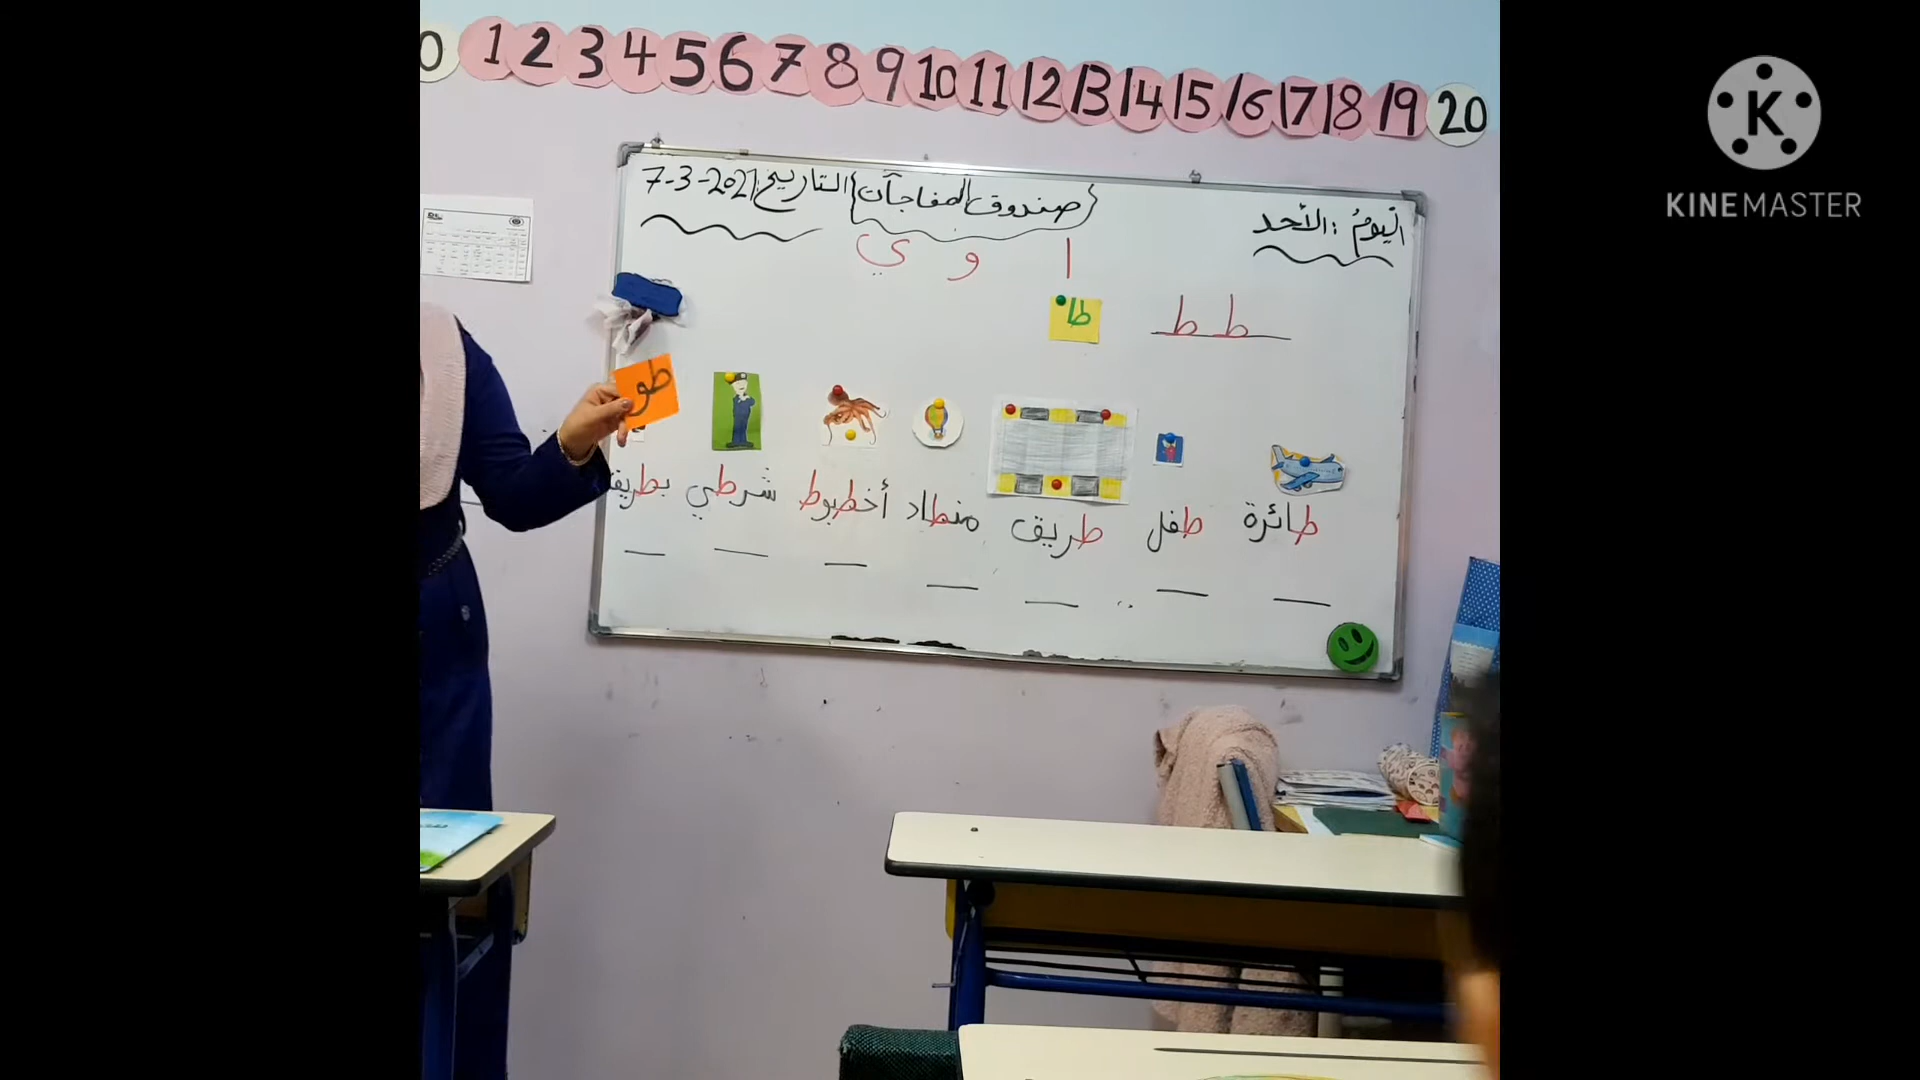 0 1 2 3 4 5 6 7 8 9 10 11 12 13 14 15 16 17 18 19 20
K
KINEMASTER
اليومُ : الأحد {صندوق المفاجآت} التاريخ: 2021-3-7
ا و ي
ط ط طا
طو
طائرة طفل طريق منطاد أخطبوط شرطي